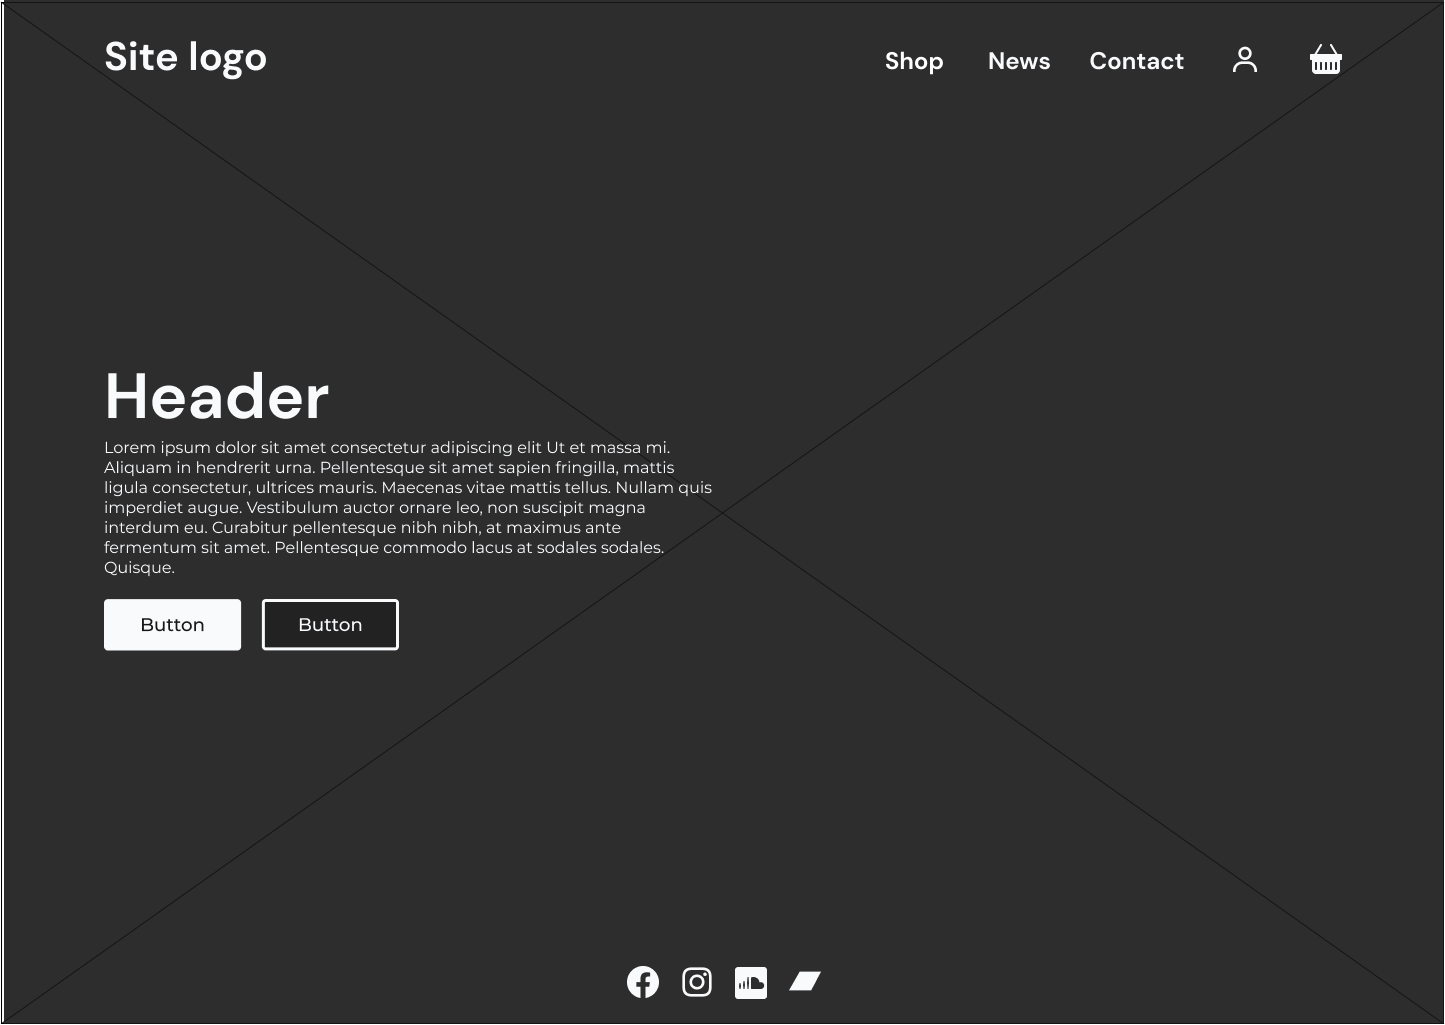 Site logo
Shop News Contact
Header
Lorem ipsum dolor sit amet consectetur adipiscing elit Ut et massa mi.
Aliquam in hendrerit urna. Pellentesque sit amet sapien fringilla, mattis
ligula consectetur, ultrices mauris. Maecenas vitae mattis tellus. Nullam quis
imperdiet augue. Vestibulum auctor ornare leo, non suscipit magna
interdum eu. Curabitur pellentesque nibh nibh, at maximus ante
fermentum sit amet. Pellentesque commodo lacus at sodales sodales.
Quisque.
Button Button